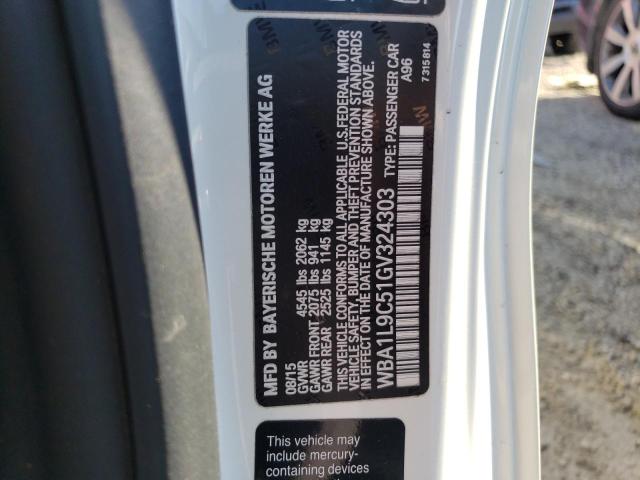 MFD BY BAYERISCHE MOTOREN WERKE AG
08/15
GVWR 4545 lbs 2062 kg
GAWR FRONT 2075 lbs 941 kg
GAWR REAR 2525 lbs 1145 kg
THIS VEHICLE CONFORMS TO ALL APPLICABLE U.S.FEDERAL MOTOR
VEHICLE SAFETY, BUMPER AND THEFT PREVENTION STANDARDS
IN EFFECT ON THE DATE OF MANUFACTURE SHOWN ABOVE.
WBA1L9C51GV324303 TYPE: PASSENGER CAR
A96
7315814
This vehicle may
include mercury-
containing devices